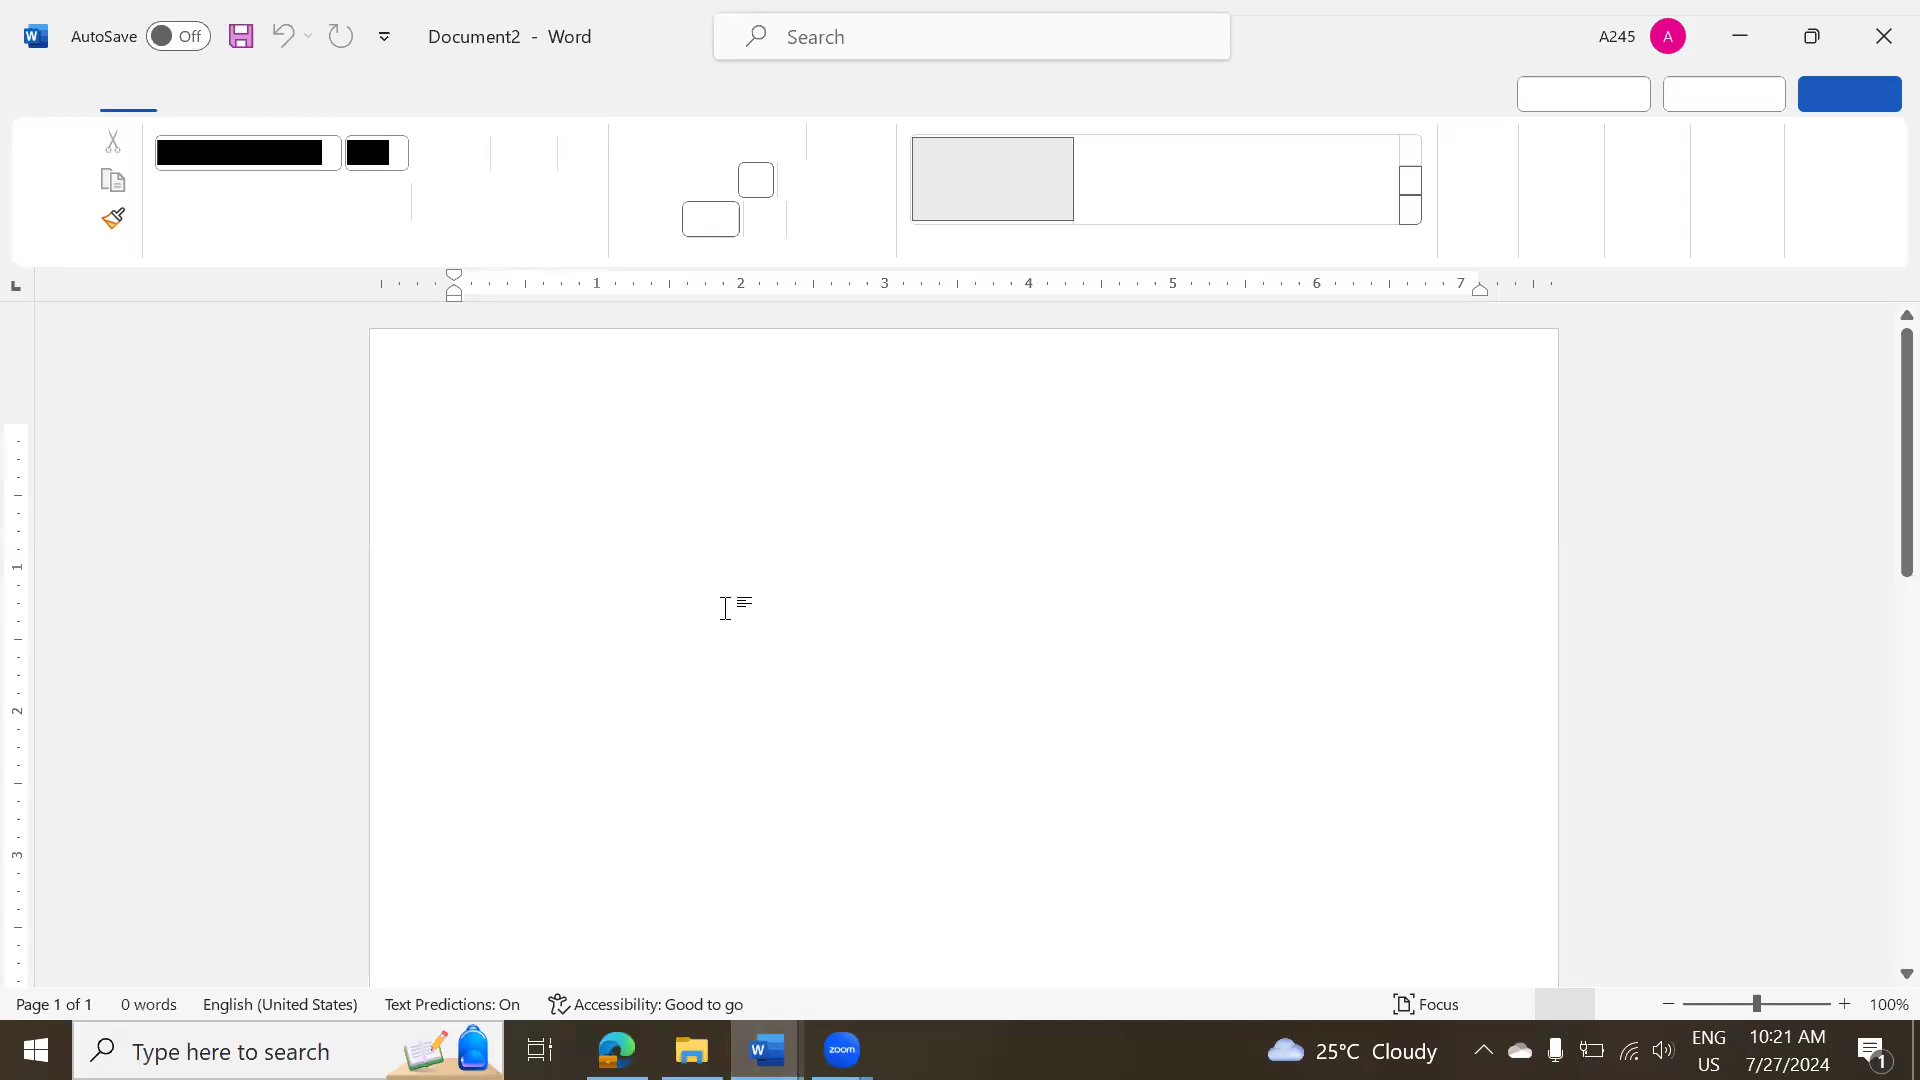 AutoSave Off Document2 - Word Search A245 A
1 2 3 4 5 6 7
1
2
3
Page 1 of 1 0 words English (United States) Text Predictions: On Accessibility: Good to go Focus 100%
Type here to search zoom 25°C Cloudy ENG US 10:21 AM 7/27/2024 1